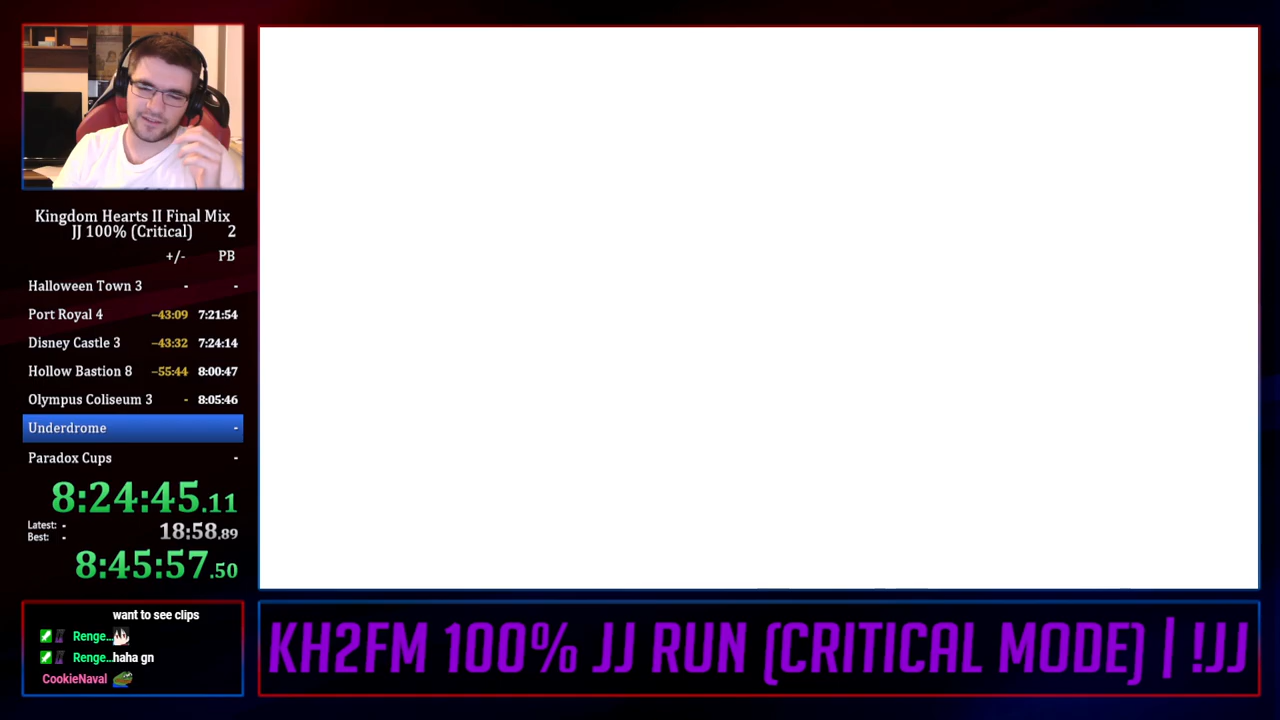 Kingdom Hearts II Final Mix
JJ 100% (Critical) 2
+/- PB
Halloween Town 3 - -
Port Royal 4 −43:09 7:21:54
Disney Castle 3 −43:32 7:24:14
Hollow Bastion 8 −55:44 8:00:47
Olympus Coliseum 3 - 8:05:46
Underdrome -
Paradox Cups -
8:24:45.11
Latest: - 18:58.89
Best: -
8:45:57.50
want to see clips
Renge…
Renge…haha gn
CookieNaval
KH2FM 100% JJ RUN (CRITICAL MODE) | !JJ